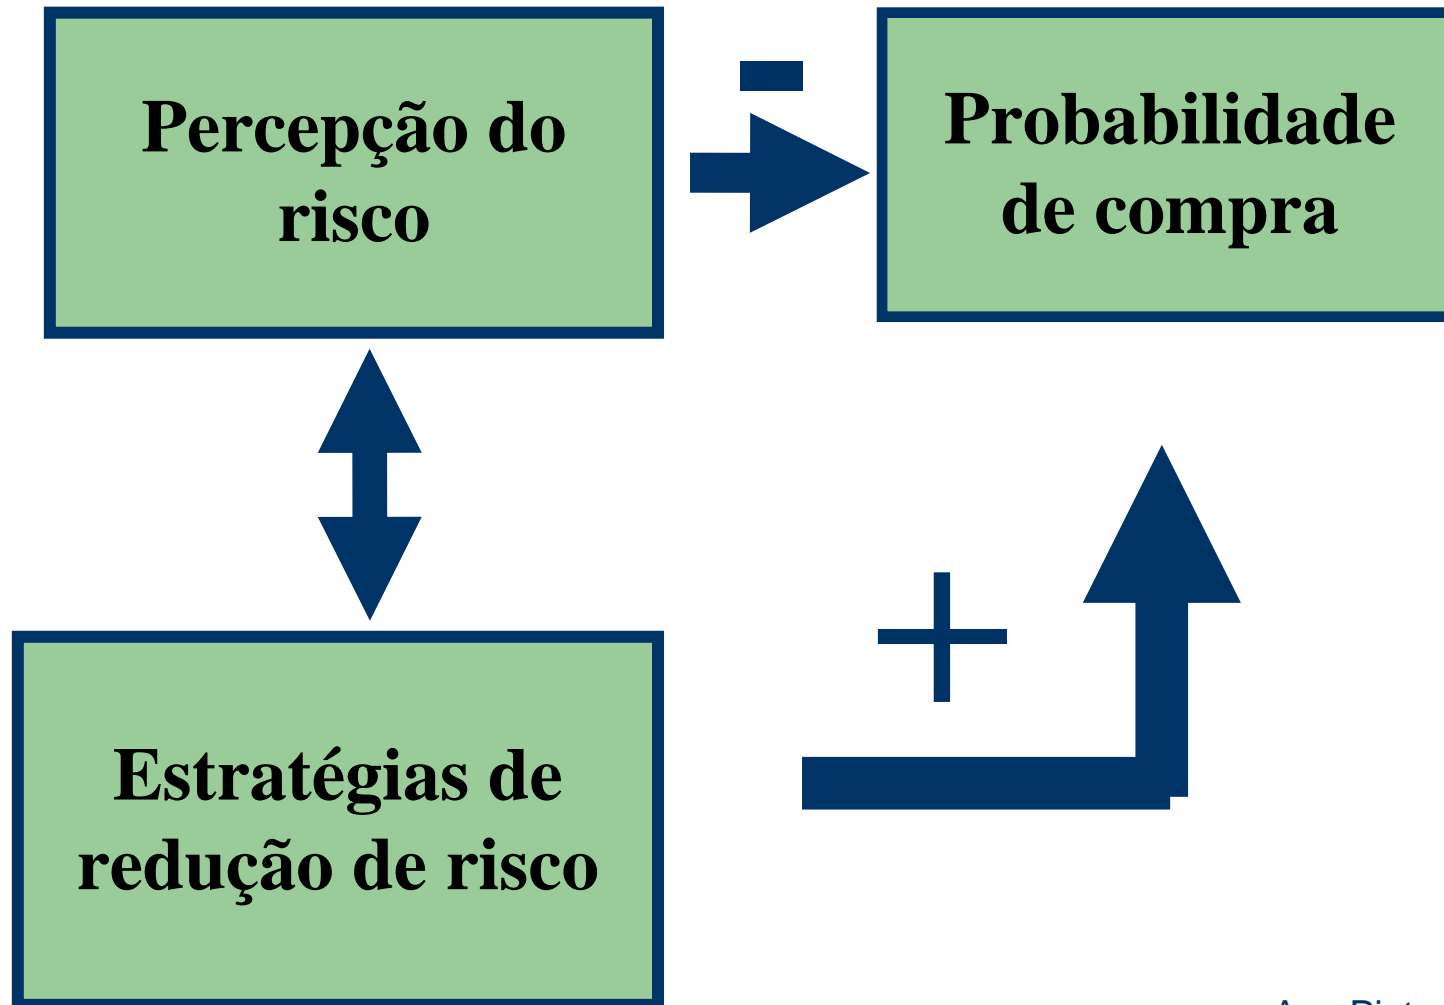 Percepção do
risco
Probabilidade
de compra
-
+
Estratégias de
redução de risco